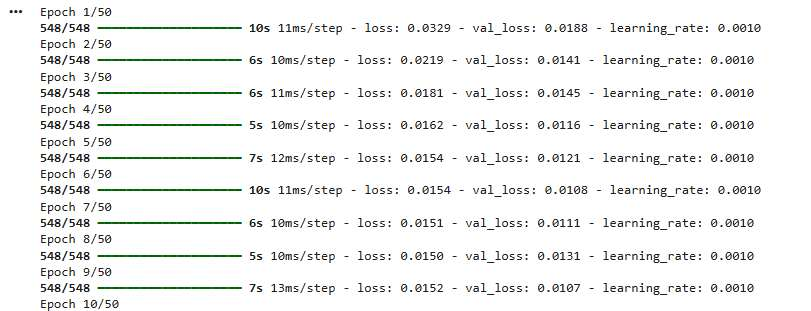 Epoch 1/50
548/548 ━━━━━━━━━━━━━━━━━━━━ 10s 11ms/step - loss: 0.0329 - val_loss: 0.0188 - learning_rate: 0.0010
Epoch 2/50
548/548 ━━━━━━━━━━━━━━━━━━━━ 6s 10ms/step - loss: 0.0219 - val_loss: 0.0141 - learning_rate: 0.0010
Epoch 3/50
548/548 ━━━━━━━━━━━━━━━━━━━━ 6s 11ms/step - loss: 0.0181 - val_loss: 0.0145 - learning_rate: 0.0010
Epoch 4/50
548/548 ━━━━━━━━━━━━━━━━━━━━ 5s 10ms/step - loss: 0.0162 - val_loss: 0.0116 - learning_rate: 0.0010
Epoch 5/50
548/548 ━━━━━━━━━━━━━━━━━━━━ 7s 12ms/step - loss: 0.0154 - val_loss: 0.0121 - learning_rate: 0.0010
Epoch 6/50
548/548 ━━━━━━━━━━━━━━━━━━━━ 10s 11ms/step - loss: 0.0154 - val_loss: 0.0108 - learning_rate: 0.0010
Epoch 7/50
548/548 ━━━━━━━━━━━━━━━━━━━━ 6s 10ms/step - loss: 0.0151 - val_loss: 0.0111 - learning_rate: 0.0010
Epoch 8/50
548/548 ━━━━━━━━━━━━━━━━━━━━ 5s 10ms/step - loss: 0.0150 - val_loss: 0.0131 - learning_rate: 0.0010
Epoch 9/50
548/548 ━━━━━━━━━━━━━━━━━━━━ 7s 13ms/step - loss: 0.0152 - val_loss: 0.0107 - learning_rate: 0.0010
Epoch 10/50